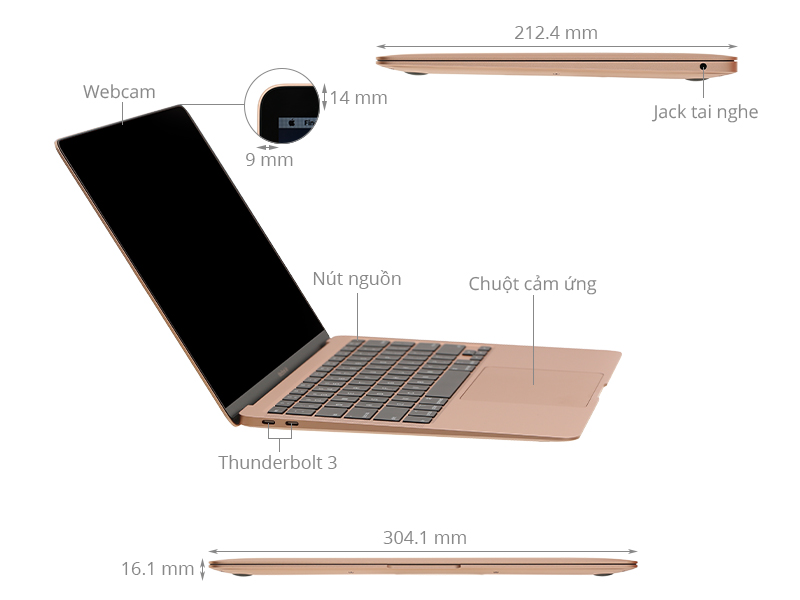 212.4 mm
Webcam
14 mm
Jack tai nghe
9 mm
Nút nguồn
Chuột cảm ứng
Thunderbolt 3
304.1 mm
16.1 mm